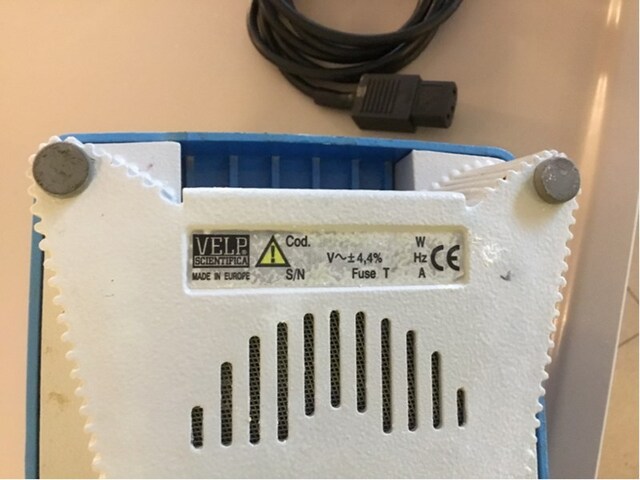 VELP
SCIENTIFICA
MADE IN EUROPE
Cod.
S/N
V~±4,4%
Fuse T
W
Hz
A
CE